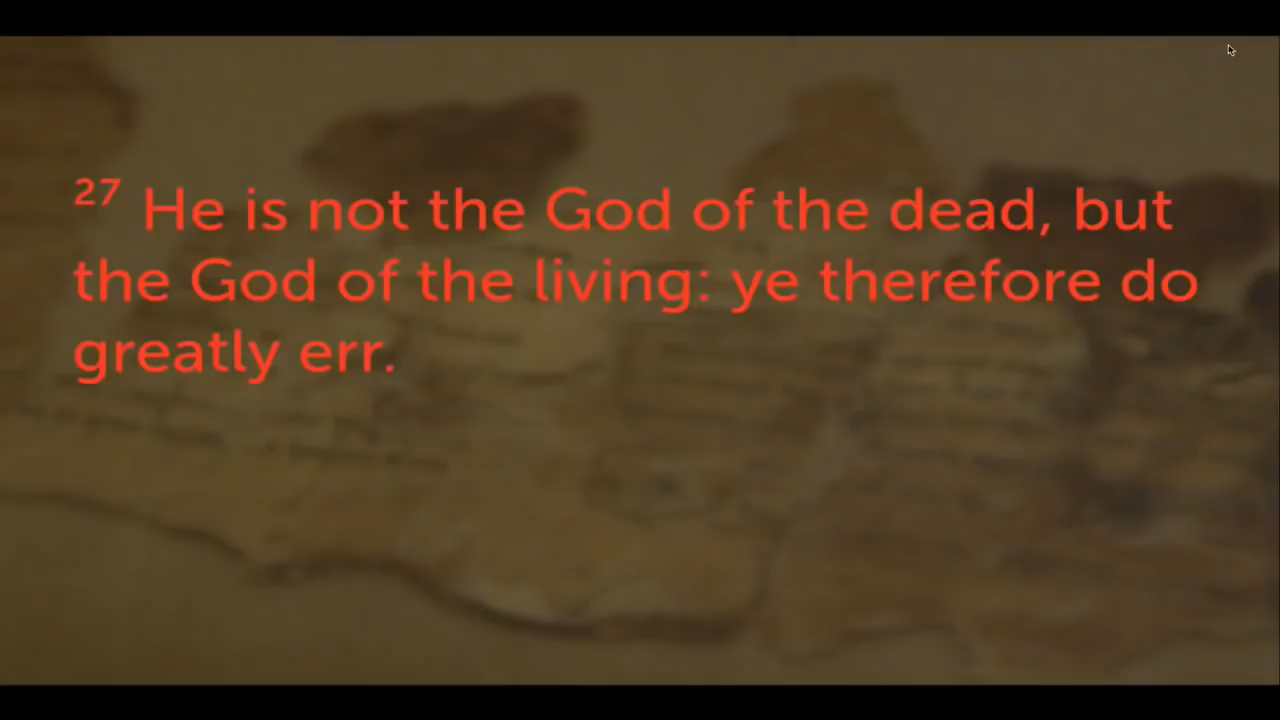 27 He is not the God of the dead, but
the God of the living: ye therefore do
greatly err.